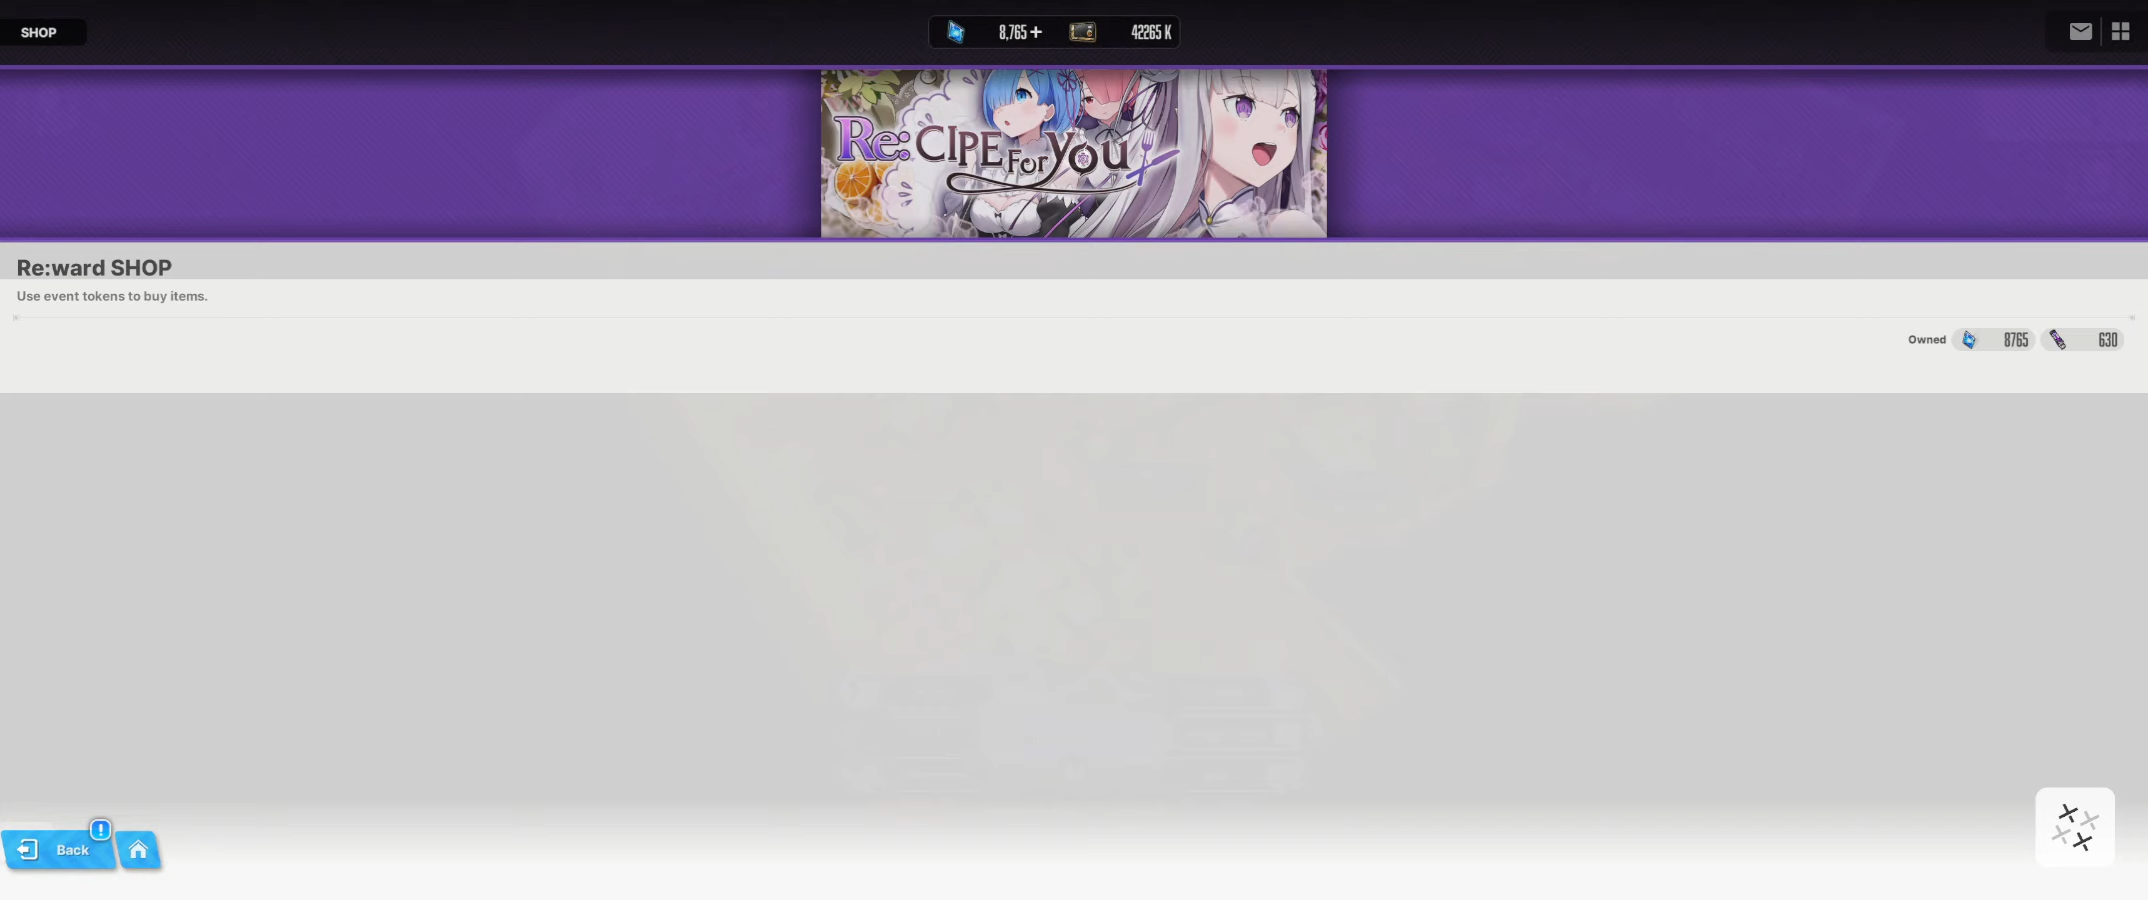 SHOP
8,765+
42265 K
Re:CIPE For you
Re:ward SHOP
Use event tokens to buy items.
Owned 8765 630
Back